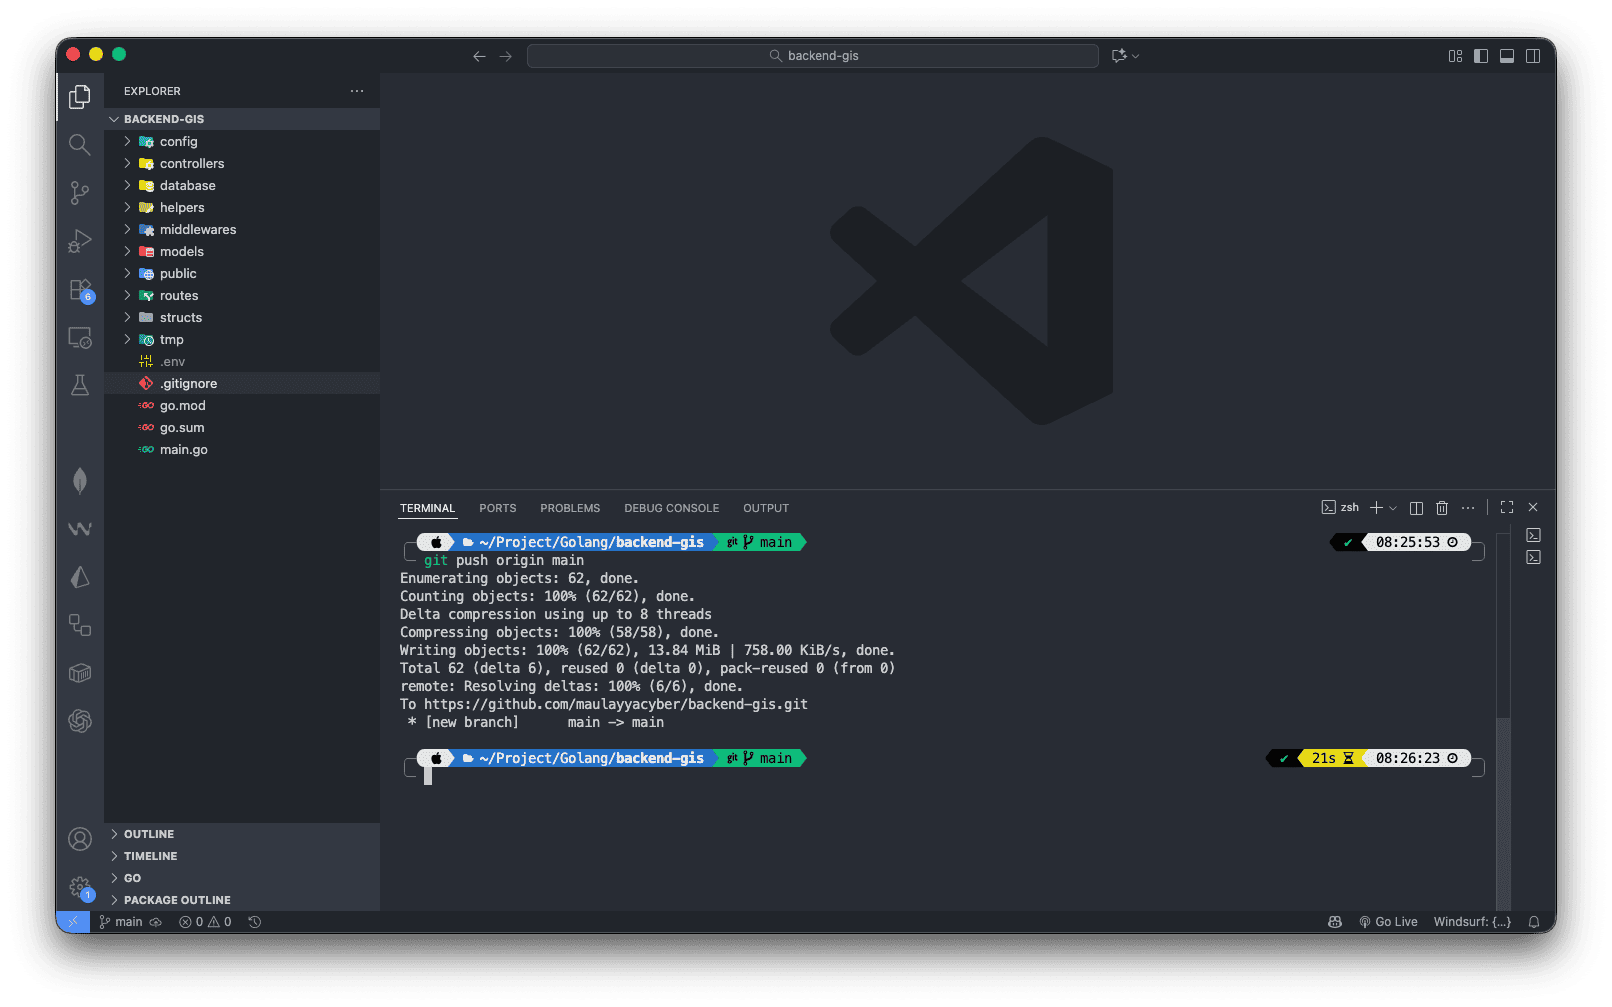 backend-gis
EXPLORER
BACKEND-GIS
config
controllers
database
helpers
middlewares
models
public
routes
structs
tmp
.env
.gitignore
GO go.mod
GO go.sum
GO main.go
6
OUTLINE
TIMELINE
GO
PACKAGE OUTLINE
1
TERMINAL PORTS PROBLEMS DEBUG CONSOLE OUTPUT
zsh
~/Project/Golang/backend-gis git main ✔ 08:25:53
git push origin main
Enumerating objects: 62, done.
Counting objects: 100% (62/62), done.
Delta compression using up to 8 threads
Compressing objects: 100% (58/58), done.
Writing objects: 100% (62/62), 13.84 MiB | 758.00 KiB/s, done.
Total 62 (delta 6), reused 0 (delta 0), pack-reused 0 (from 0)
remote: Resolving deltas: 100% (6/6), done.
To https://github.com/maulayyacyber/backend-gis.git
* [new branch] main -> main
~/Project/Golang/backend-gis git main ✔ 21s 08:26:23
main 0 0 Go Live Windsurf: {...}